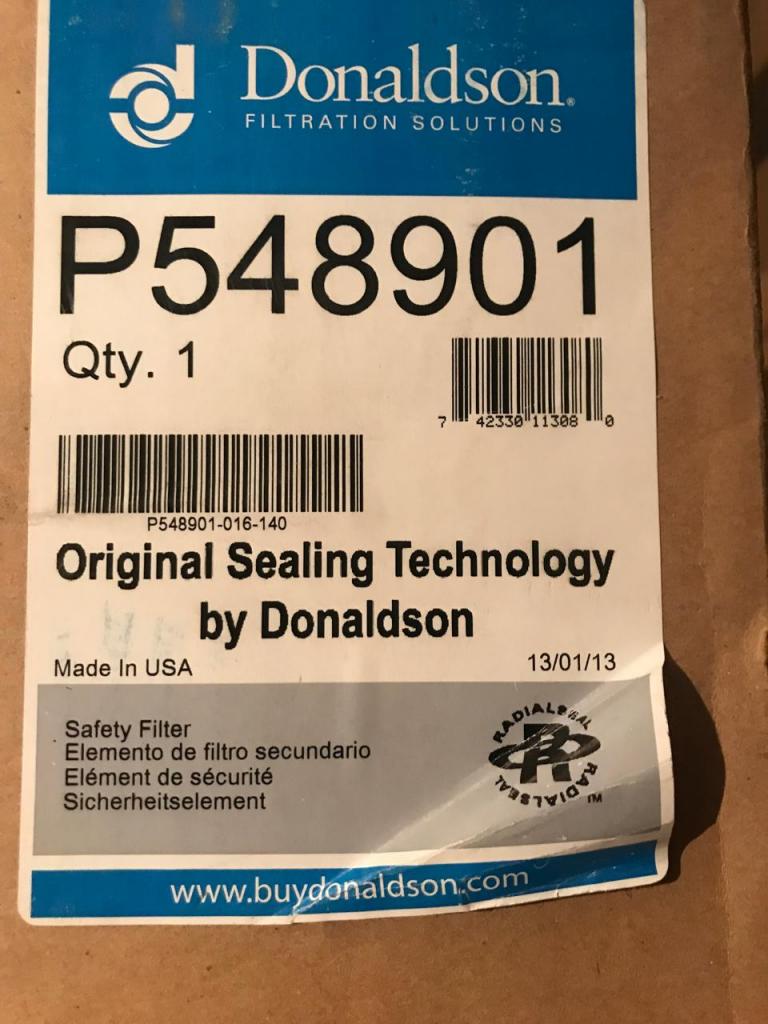 Donaldson®
FILTRATION SOLUTIONS
P548901
Qty. 1
7 42330 11308 0
P548901-016-140
Original Sealing Technology
by Donaldson
Made In USA
13/01/13
Safety Filter
Elemento de filtro secundario
Elément de sécurité
Sicherheitselement
RADIALSEAL
RADIALSEAL
TM
www.buydonaldson.com